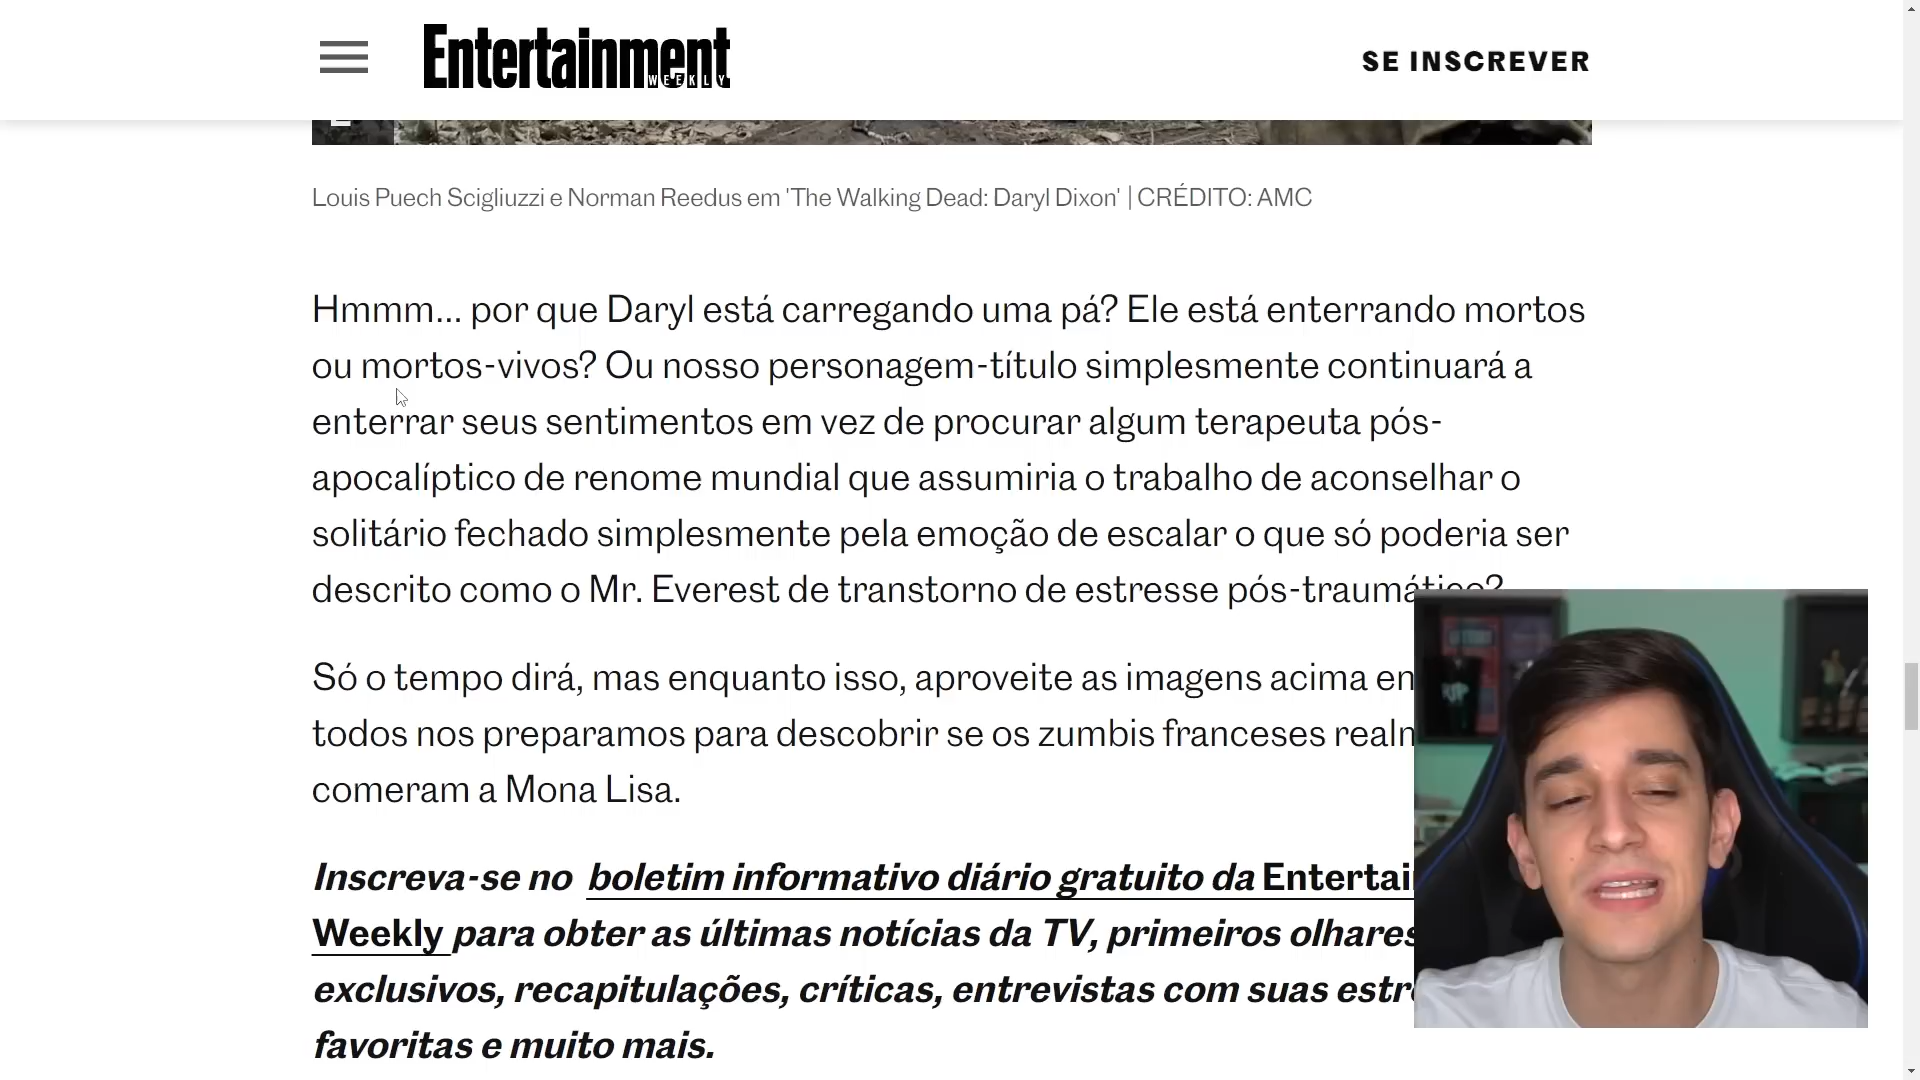 Entertainment
WEEKLY
SE INSCREVER
Louis Puech Scigliuzzi e Norman Reedus em 'The Walking Dead: Daryl Dixon' | CRÉDITO: AMC
Hmmm... por que Daryl está carregando uma pá? Ele está enterrando mortos
ou mortos-vivos? Ou nosso personagem-título simplesmente continuará a
enterrar seus sentimentos em vez de procurar algum terapeuta pós-
apocalíptico de renome mundial que assumiria o trabalho de aconselhar o
solitário fechado simplesmente pela emoção de escalar o que só poderia ser
descrito como o Mr. Everest de transtorno de estresse pós-traumático?
Só o tempo dirá, mas enquanto isso, aproveite as imagens acima en
todos nos preparamos para descobrir se os zumbis franceses realm
comeram a Mona Lisa.
Inscreva-se no boletim informativo diário gratuito da Entertai
Weekly para obter as últimas notícias da TV, primeiros olhares
exclusivos, recapitulações, críticas, entrevistas com suas estre
favoritas e muito mais.